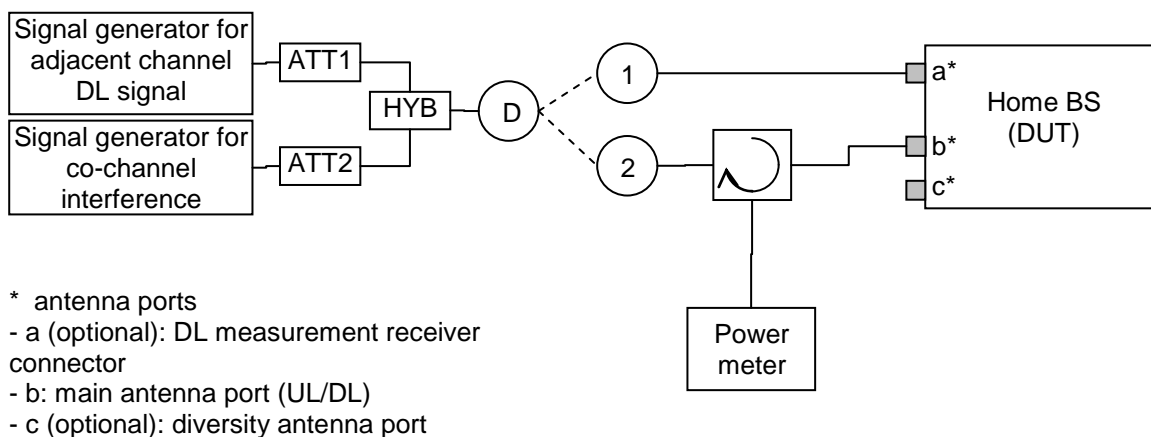 Signal generator for
adjacent channel
DL signal
ATT1
HYB
Signal generator for
co-channel
interference
ATT2
D
1
2
a*
b*
c*
Home BS
(DUT)
Power
meter
* antenna ports
- a (optional): DL measurement receiver
connector
- b: main antenna port (UL/DL)
- c (optional): diversity antenna port